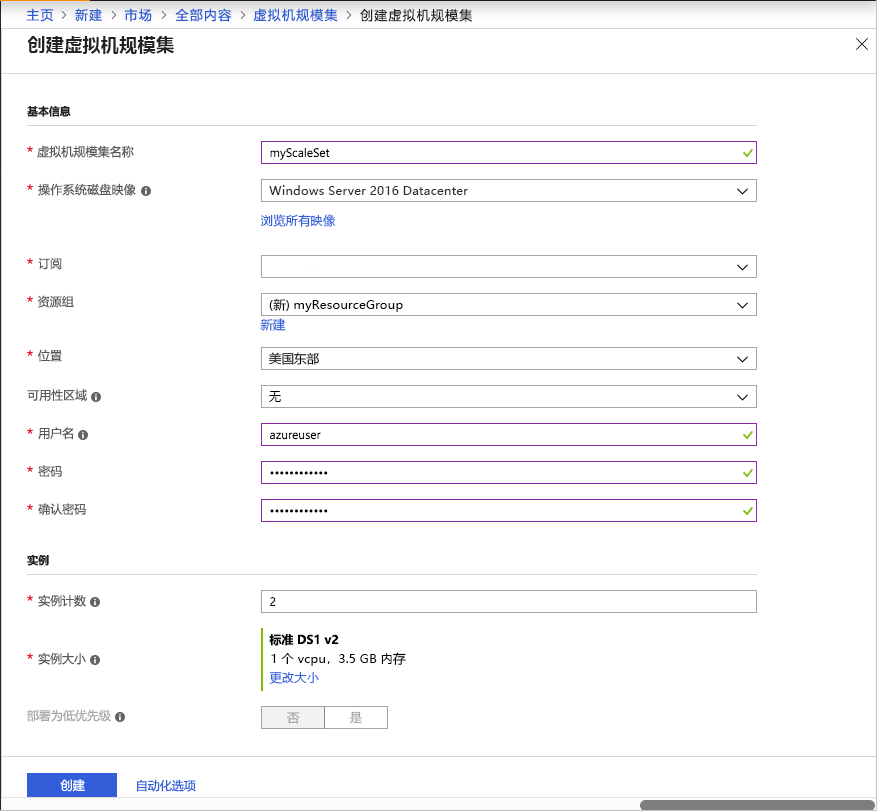 主页 > 新建 > 市场 > 全部内容 > 虚拟机规模集 > 创建虚拟机规模集
创建虚拟机规模集
基本信息
* 虚拟机规模集名称 myScaleSet
* 操作系统磁盘映像 Windows Server 2016 Datacenter
浏览所有映像
* 订阅
* 资源组 (新) myResourceGroup
新建
* 位置 美国东部
可用性区域 无
* 用户名 azureuser
* 密码 ••••••••••••
* 确认密码 ••••••••••••
实例
* 实例计数 2
标准 DS1 v2
* 实例大小 1 个 vcpu，3.5 GB 内存
更改大小
部署为低优先级 否 是
创建 自动化选项